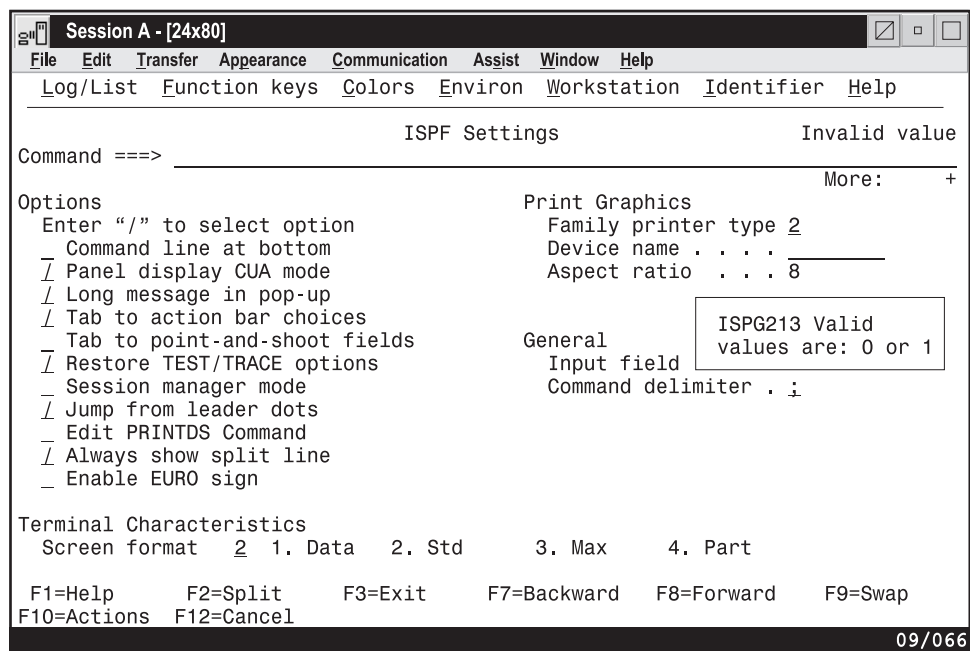 Session A - [24x80]
File Edit Transfer Appearance Communication Assist Window Help
Log/List Function keys Colors Environ Workstation Identifier Help
ISPF Settings Invalid value
Command ===>
More: +
Options Print Graphics
Enter “/” to select option Family printer type 2
_ Command line at bottom Device name . . . .
/ Panel display CUA mode Aspect ratio . . . 8
/ Long message in pop-up
/ Tab to action bar choices ISPG213 Valid
_ Tab to point-and-shoot fields General values are: 0 or 1
/ Restore TEST/TRACE options Input field
_ Session manager mode Command delimiter . ;
/ Jump from leader dots
_ Edit PRINTDS Command
/ Always show split line
_ Enable EURO sign
Terminal Characteristics
Screen format 2 1. Data 2. Std 3. Max 4. Part
F1=Help F2=Split F3=Exit F7=Backward F8=Forward F9=Swap
F10=Actions F12=Cancel
09/066